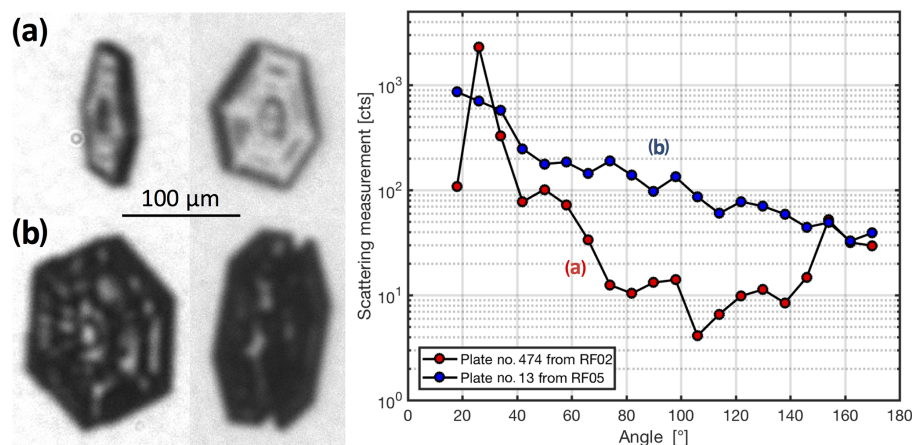 (a)
100 µm
(b)
Scattering measurement [cts]
10³
10²
10¹
10⁰
(b)
(a)
Plate no. 474 from RF02
Plate no. 13 from RF05
0 20 40 60 80 100 120 140 160 180
Angle [°]